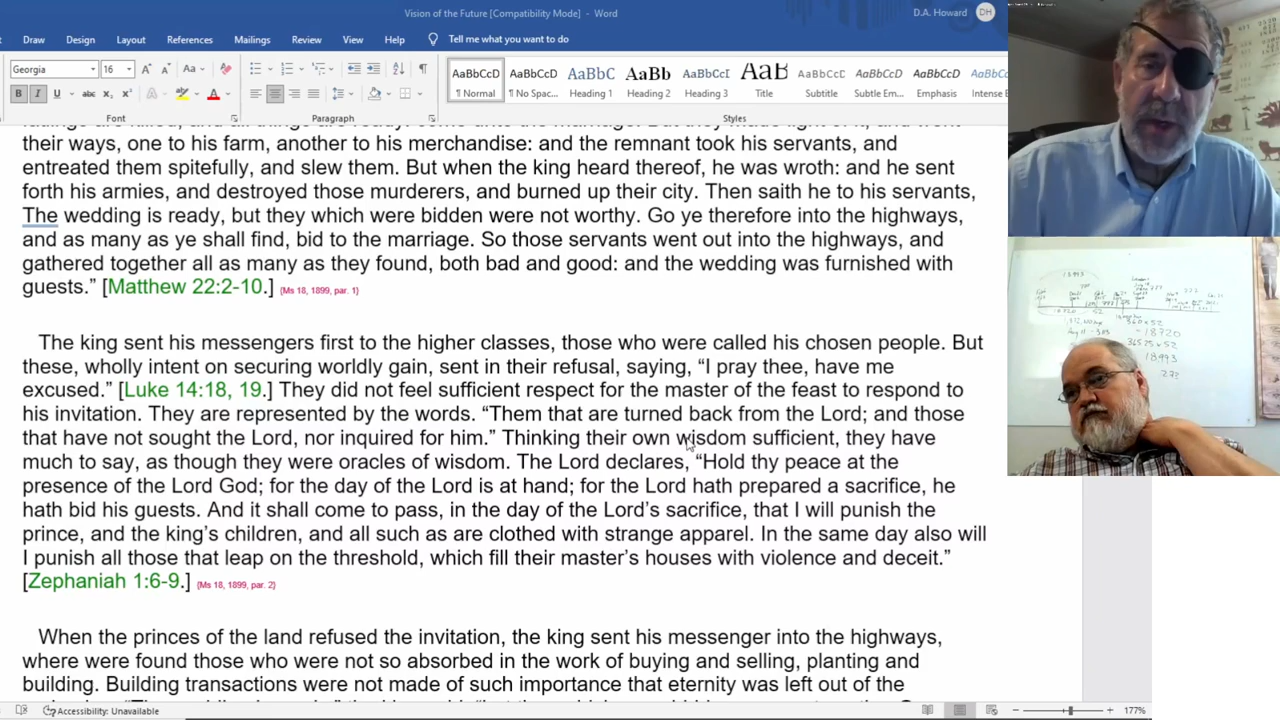 Vision of the Future [Compatibility Mode] - Word
D.A. Howard
DH
Draw Design Layout References Mailings Review View Help Tell me what you want to do
Georgia 16 Aa
B I U abc x₂ x² A A
AaBbCcD AaBbCcD AaBbC AaBb AaBbCcI AaB AaBbCcD AaBbCcD AaBbCcD AaBbC
¶ Normal ¶ No Spac... Heading 1 Heading 2 Heading 3 Title Subtitle Subtle Em... Emphasis Intense E
Font Paragraph Styles
their ways, one to his farm, another to his merchandise: and the remnant took his servants, and
entreated them spitefully, and slew them. But when the king heard thereof, he was wroth: and he sent
forth his armies, and destroyed those murderers, and burned up their city. Then saith he to his servants,
The wedding is ready, but they which were bidden were not worthy. Go ye therefore into the highways,
and as many as ye shall find, bid to the marriage. So those servants went out into the highways, and
gathered together all as many as they found, both bad and good: and the wedding was furnished with
guests.” [Matthew 22:2-10.] {Ms 18, 1899, par. 1}
The king sent his messengers first to the higher classes, those who were called his chosen people. But
these, wholly intent on securing worldly gain, sent in their refusal, saying, “I pray thee, have me
excused.” [Luke 14:18, 19.] They did not feel sufficient respect for the master of the feast to respond to
his invitation. They are represented by the words. “Them that are turned back from the Lord; and those
that have not sought the Lord, nor inquired for him.” Thinking their own wisdom sufficient, they have
much to say, as though they were oracles of wisdom. The Lord declares, “Hold thy peace at the
presence of the Lord God; for the day of the Lord is at hand; for the Lord hath prepared a sacrifice, he
hath bid his guests. And it shall come to pass, in the day of the Lord’s sacrifice, that I will punish the
prince, and the king’s children, and all such as are clothed with strange apparel. In the same day also will
I punish all those that leap on the threshold, which fill their master’s houses with violence and deceit.”
[Zephaniah 1:6-9.] {Ms 18, 1899, par. 2}
When the princes of the land refused the invitation, the king sent his messenger into the highways,
where were found those who were not so absorbed in the work of buying and selling, planting and
building. Building transactions were not made of such importance that eternity was left out of the
Accessibility: Unavailable
177%
18,993
18720 52
360 x 52
18720
365.25 x 52
18,993
273